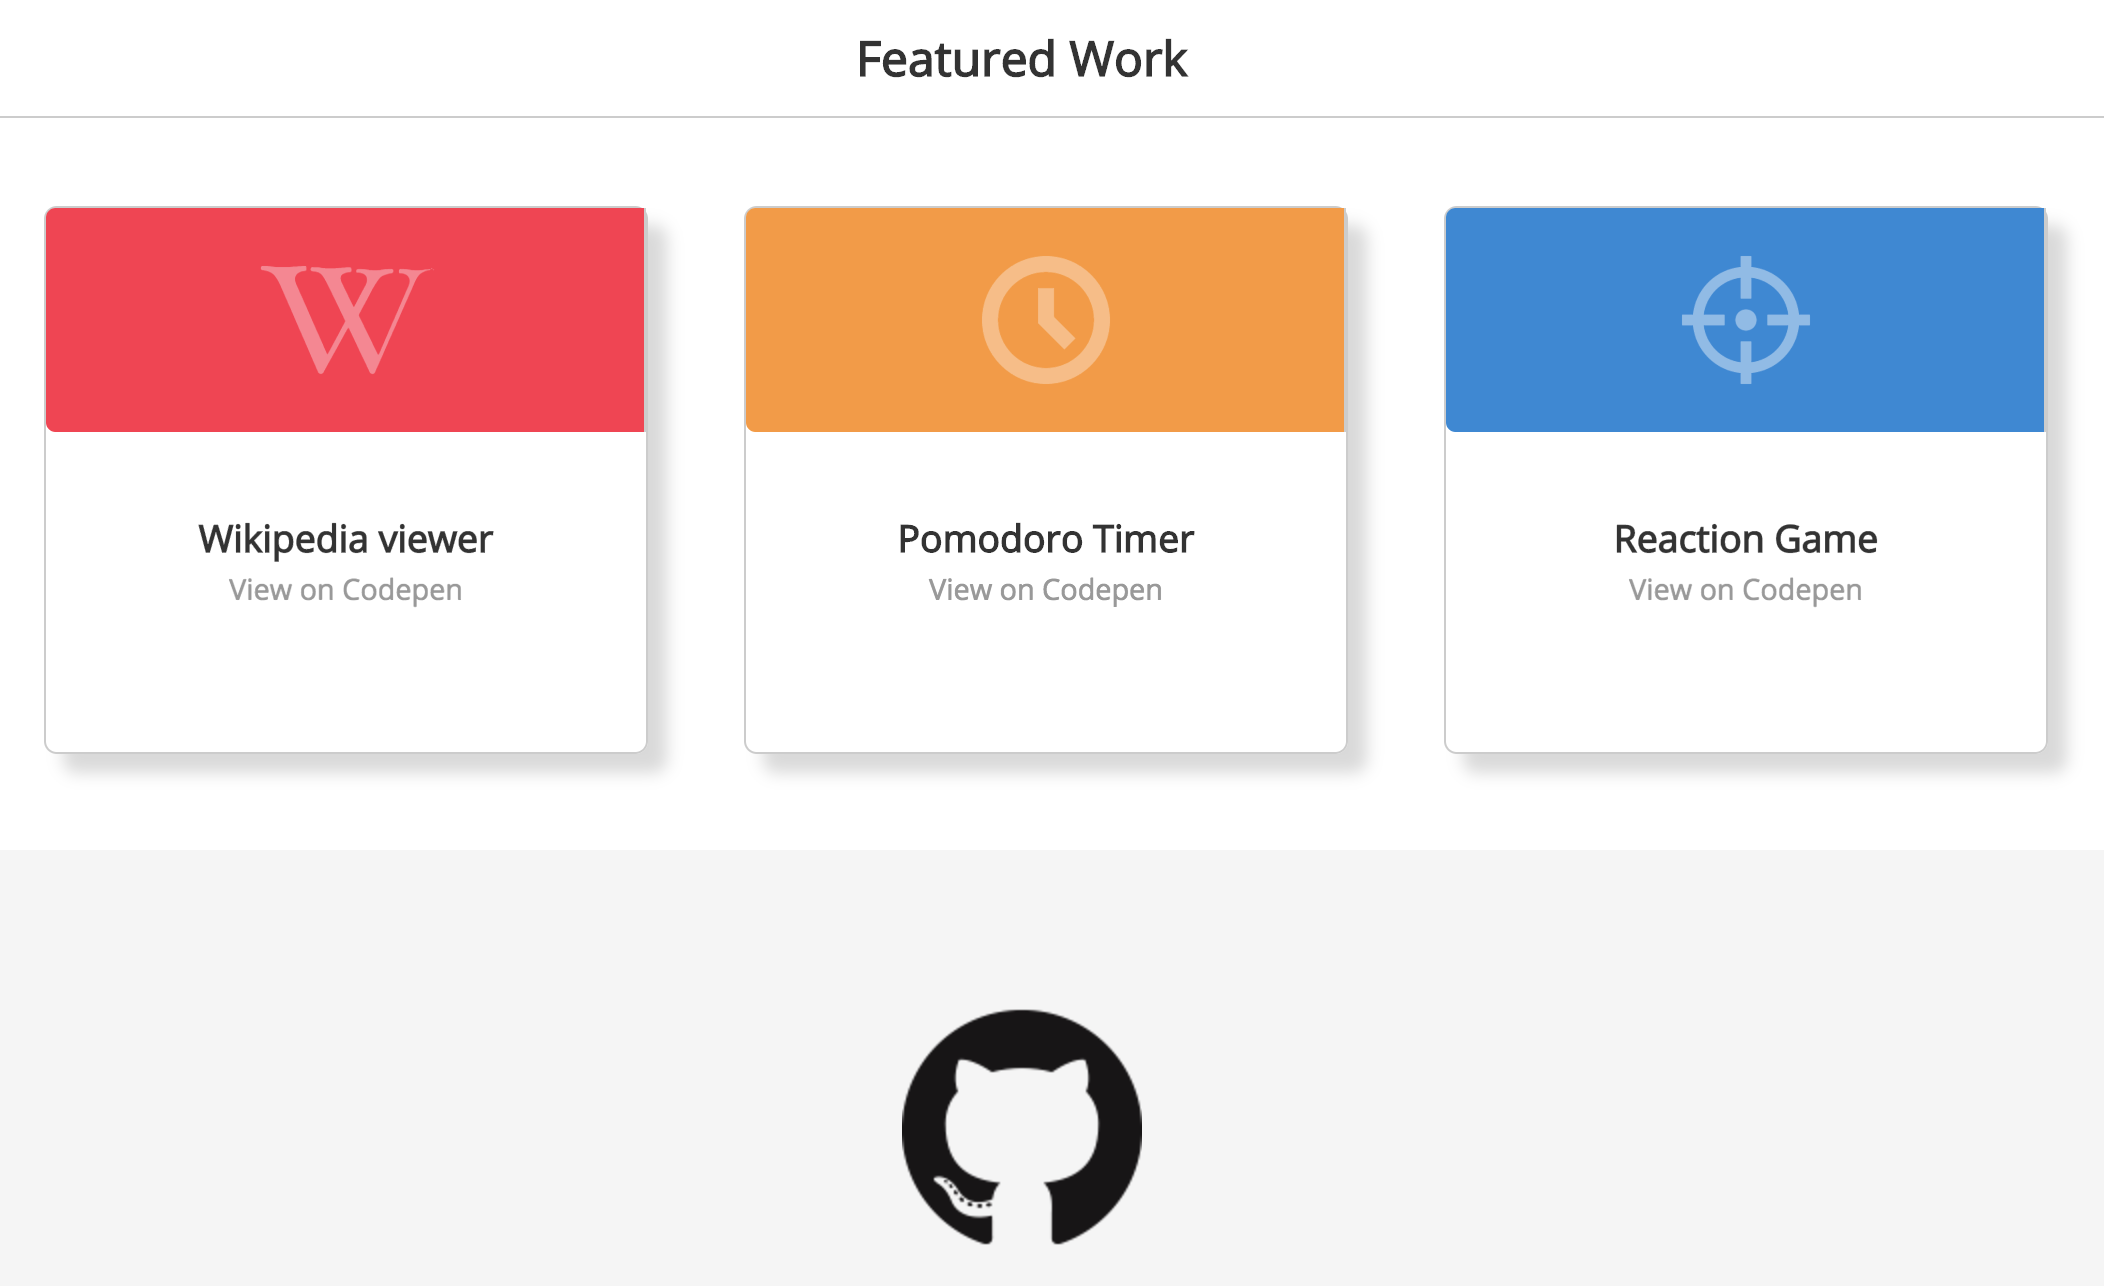 Featured Work
W
Wikipedia viewer
View on Codepen
Pomodoro Timer
View on Codepen
Reaction Game
View on Codepen